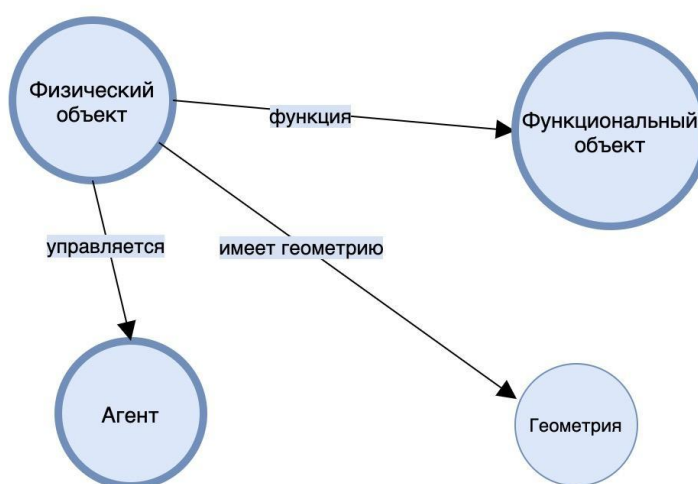 Физический
объект
функция
Функциональный
объект
управляется
имеет геометрию
Агент
Геометрия